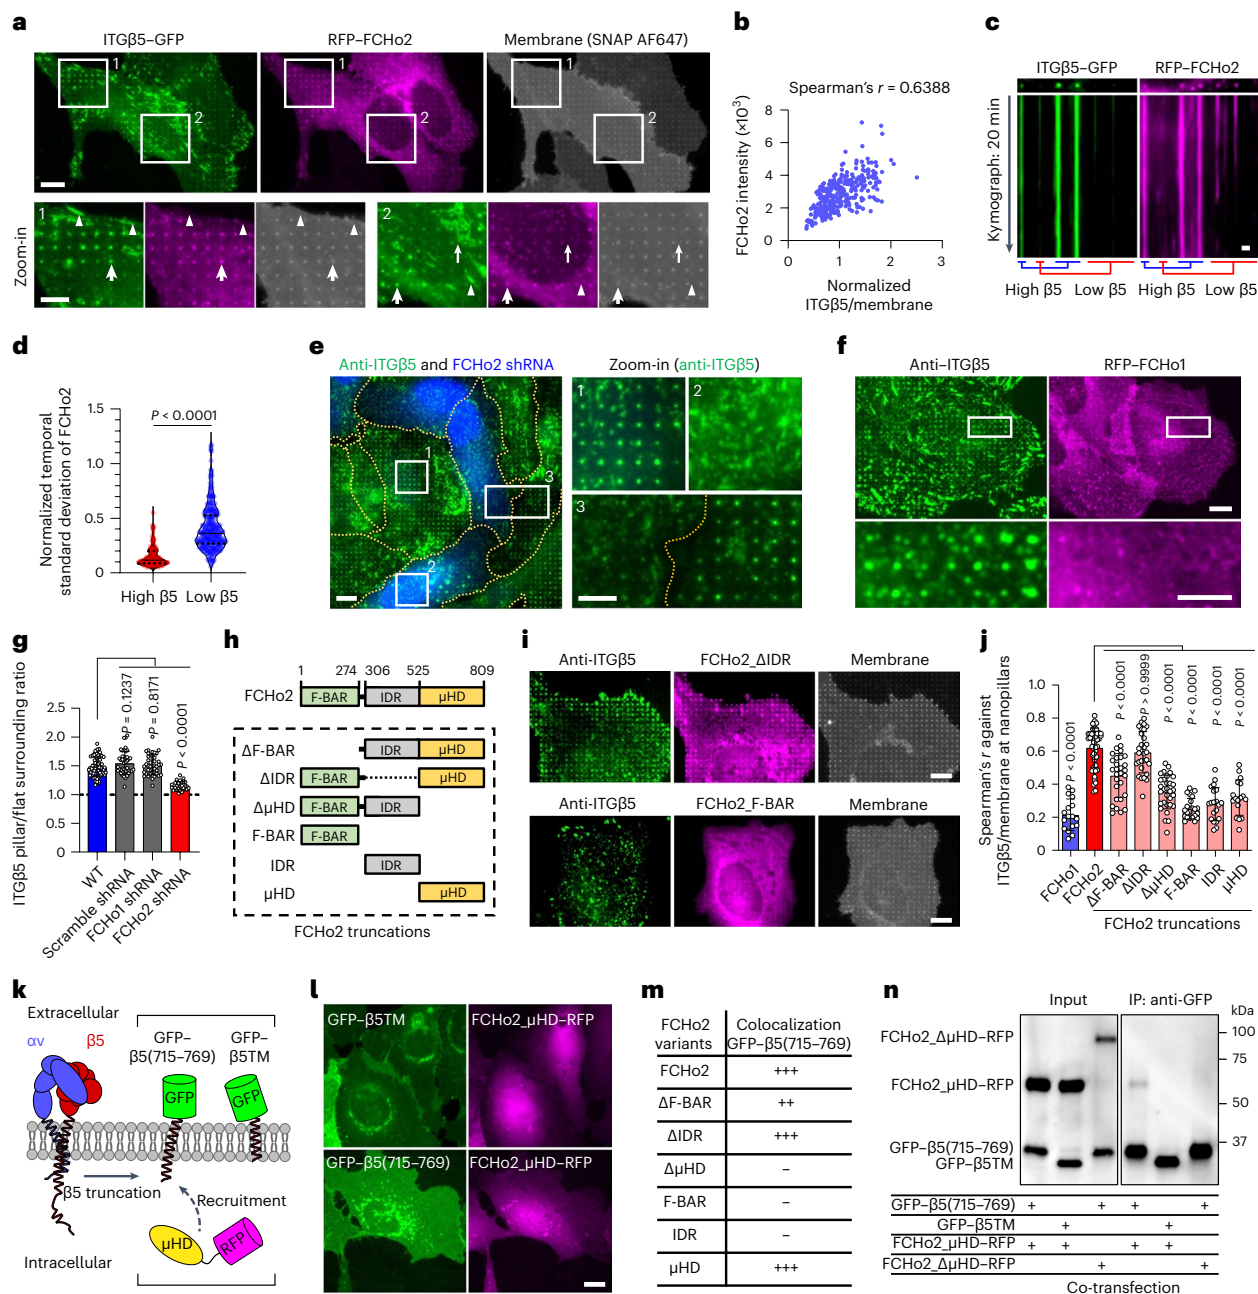 a
ITGβ5–GFP
RFP–FCHo2
Membrane (SNAP AF647)
1
1
1
2
2
2
Zoom-in
1
2
b
Spearman's r = 0.6388
FCHo2 intensity (×10³)
8
6
4
2
0
0
1
2
3
Normalized
ITGβ5/membrane
c
ITGβ5–GFP
RFP–FCHo2
Kymograph: 20 min
High β5
Low β5
High β5
Low β5
d
P < 0.0001
Normalized temporal
standard deviation of FCHo2
1.5
1.0
0.5
0
High β5
Low β5
e
Anti-ITGβ5 and FCHo2 shRNA
Zoom-in (anti-ITGβ5)
1
2
3
1
2
3
f
Anti–ITGβ5
RFP–FCHo1
g
ITGβ5 pillar/flat surrounding ratio
2.5
2.0
1.5
1.0
0.5
0
P = 0.1237
P = 0.8171
P < 0.0001
WT
Scramble shRNA
FCHo1 shRNA
FCHo2 shRNA
h
1
274
306
525
809
FCHo2
F-BAR
IDR
μHD
ΔF-BAR
IDR
μHD
ΔIDR
F-BAR
μHD
ΔμHD
F-BAR
IDR
F-BAR
F-BAR
IDR
IDR
μHD
μHD
FCHo2 truncations
i
Anti-ITGβ5
FCHo2_ΔIDR
Membrane
Anti-ITGβ5
FCHo2_F-BAR
Membrane
j
Spearman's r against
ITGβ5/membrane at nanopillars
1.0
0.8
0.6
0.4
0.2
0
P < 0.0001
P < 0.0001
P > 0.9999
P < 0.0001
P < 0.0001
P < 0.0001
P < 0.0001
FCHo1
FCHo2
ΔF-BAR
ΔIDR
ΔμHD
F-BAR
IDR
μHD
FCHo2 truncations
k
Extracellular
αv
β5
GFP–
β5(715–769)
GFP–
β5TM
GFP
GFP
β5 truncation
Recruitment
μHD
RFP
Intracellular
l
GFP–β5TM
FCHo2_μHD–RFP
GFP–β5(715–769)
FCHo2_μHD–RFP
m
FCHo2
variants
Colocalization
GFP–β5(715–769)
FCHo2 +++
ΔF-BAR ++
ΔIDR +++
ΔμHD –
F-BAR –
IDR –
μHD +++
n
Input
IP: anti-GFP
kDa
FCHo2_ΔμHD–RFP
FCHo2_μHD–RFP
GFP–β5(715–769)
GFP–β5TM
100
75
50
37
GFP–β5(715–769) + + + +
GFP–β5TM + +
FCHo2_μHD–RFP + + + +
FCHo2_ΔμHD–RFP + +
Co-transfection